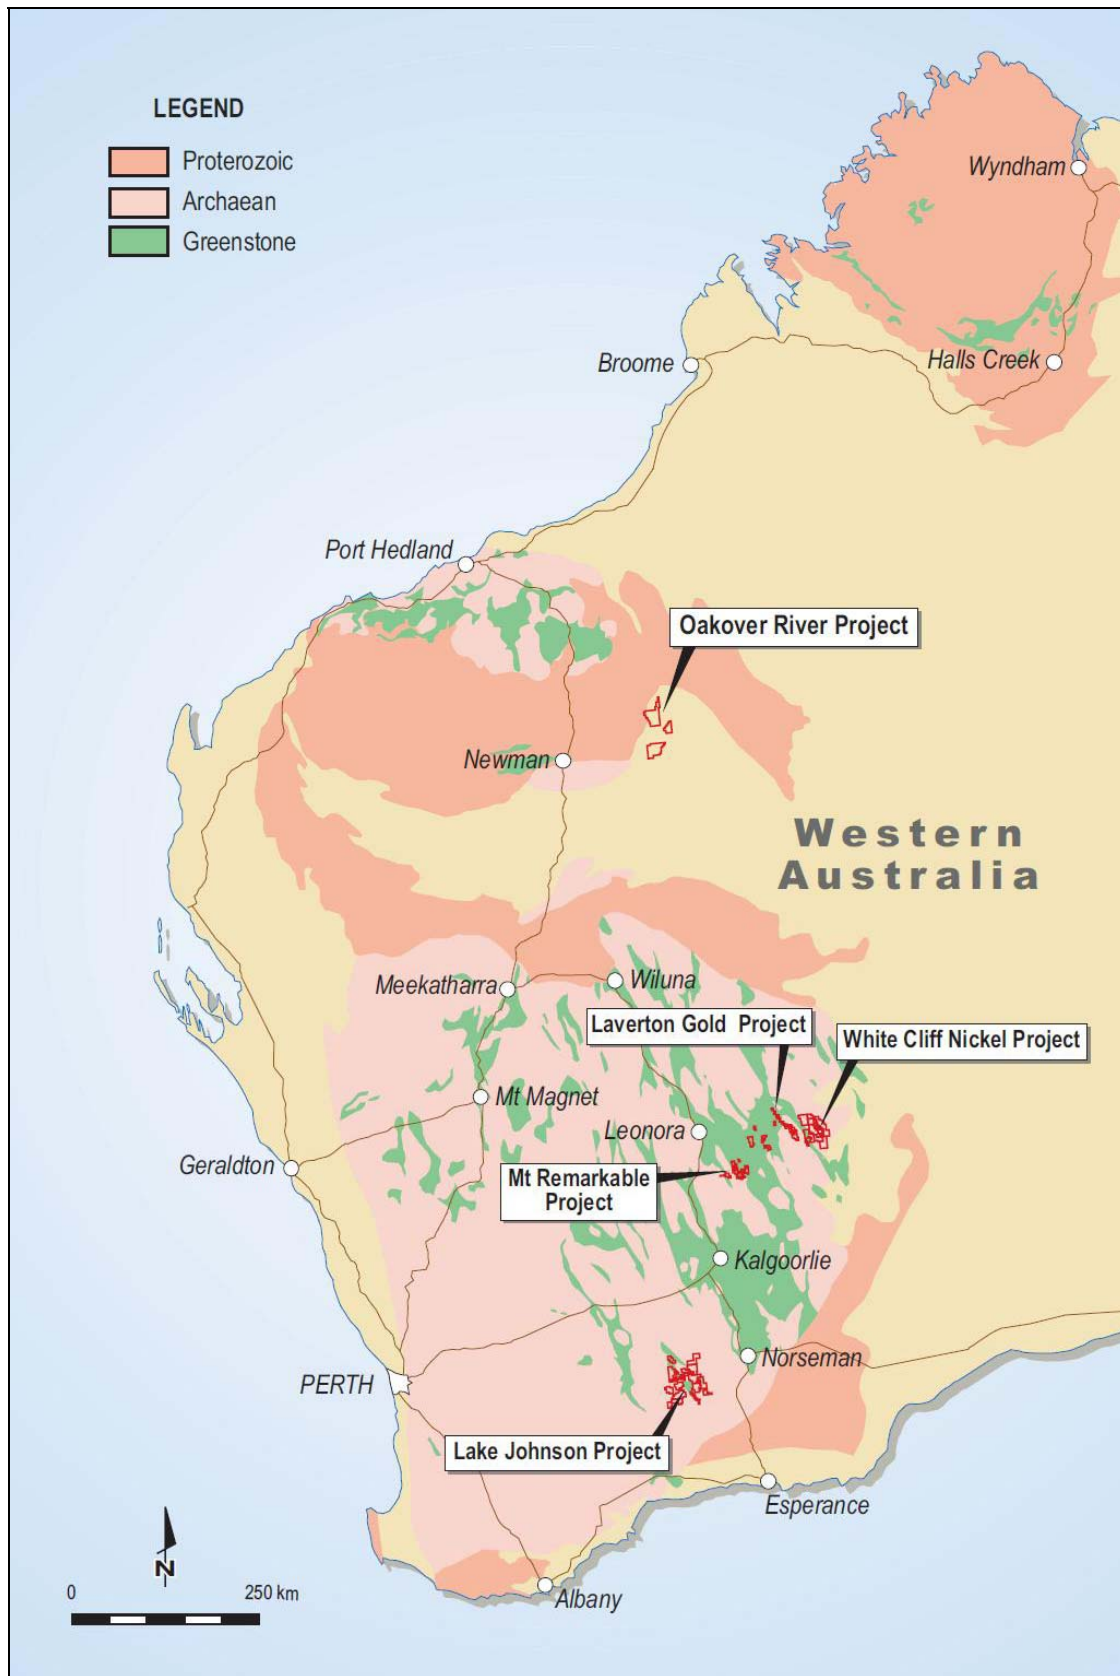 LEGEND
Proterozoic
Archaean
Greenstone
Wyndham
Halls Creek
Broome
Port Hedland
Oakover River Project
Newman
Western
Australia
Meekatharra
Wiluna
Laverton Gold Project
White Cliff Nickel Project
Mt Magnet
Leonora
Geraldton
Mt Remarkable
Project
Kalgoorlie
Norseman
PERTH
Lake Johnson Project
Esperance
N
0 250 km
Albany